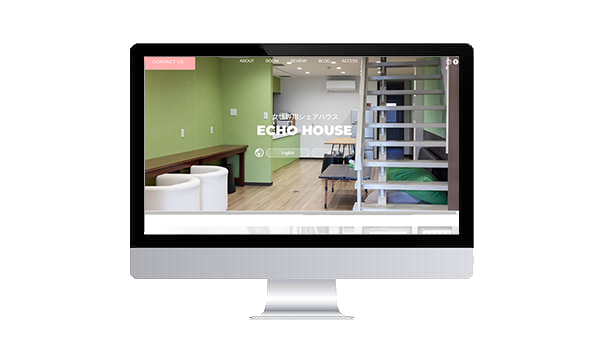 CONTACT US
ABOUT
ROOM
REVIEW
BLOG
ACCESS
女性専用シェアハウス
ECHO HOUSE
English